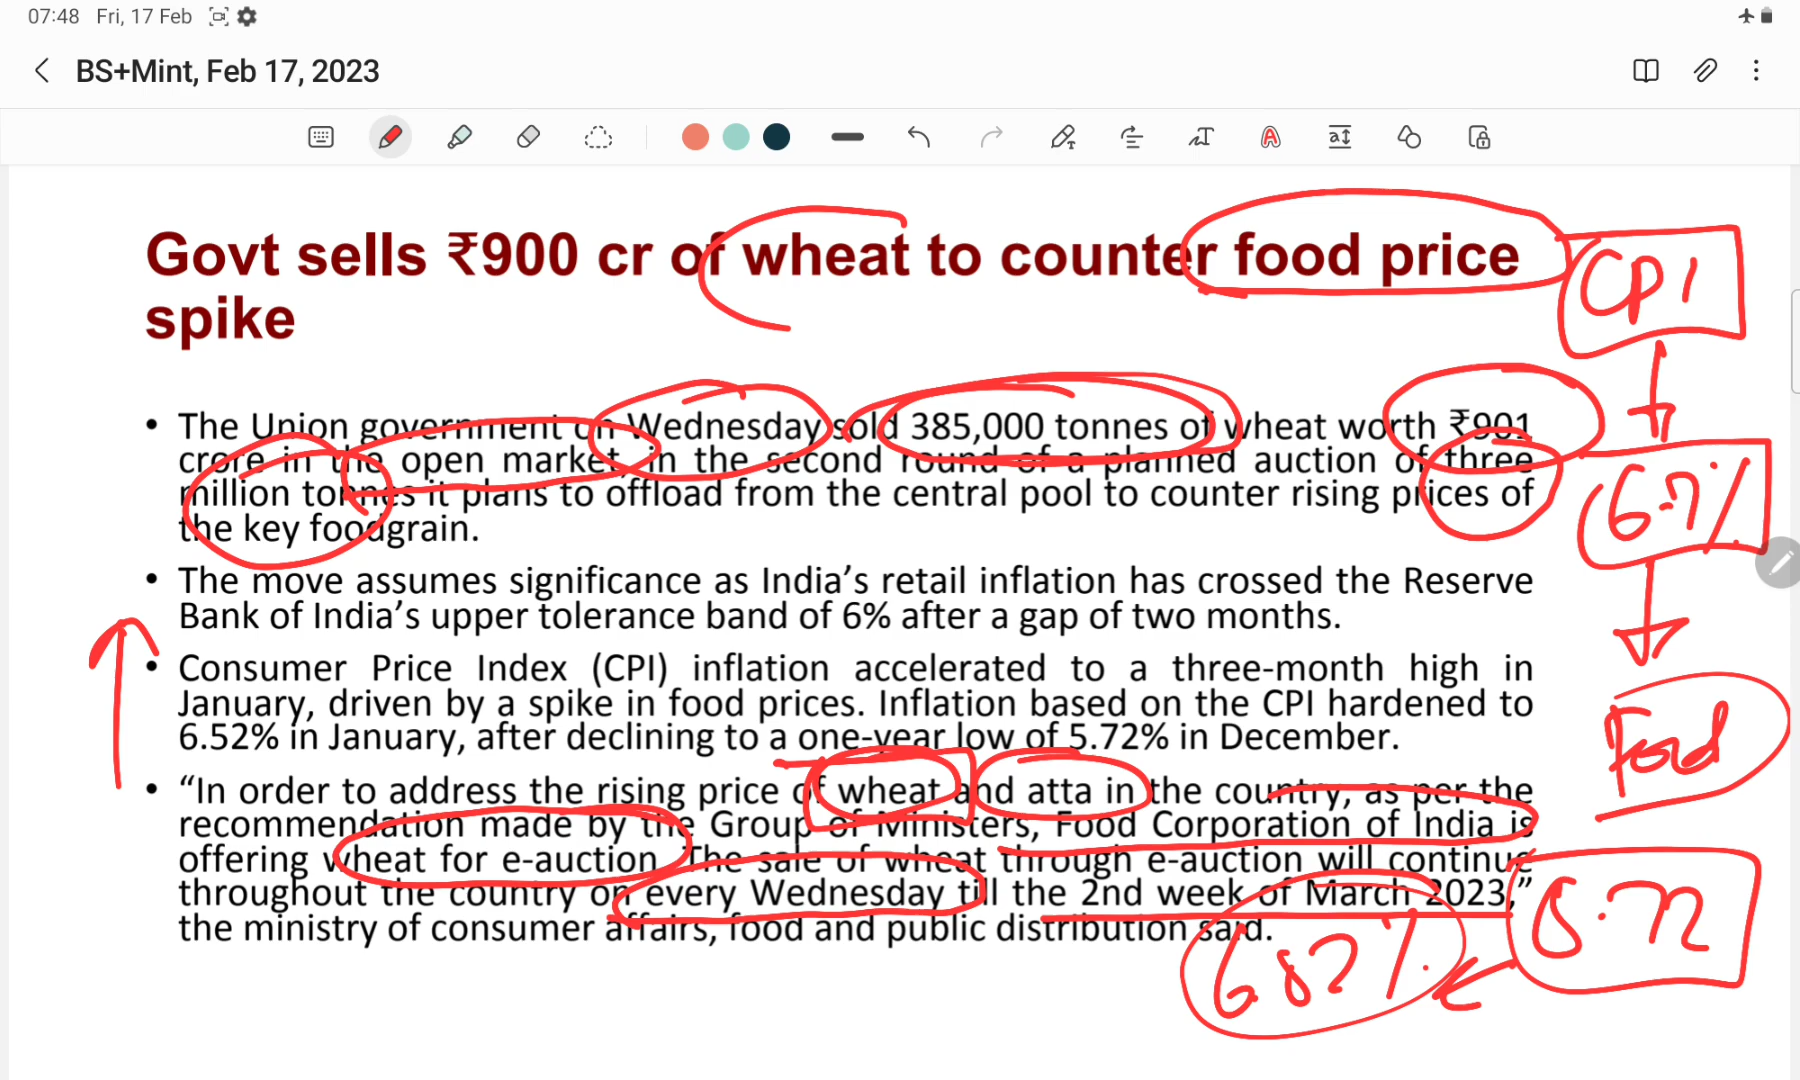 07:48 Fri, 17 Feb
BS+Mint, Feb 17, 2023
Govt sells ₹900 cr of wheat to counter food price
spike
CPI
• The Union government on Wednesday sold 385,000 tonnes of wheat worth ₹901
crore in the open market, in the second round of a planned auction of three
million tonnes it plans to offload from the central pool to counter rising prices of
the key foodgrain.
6.7%
• The move assumes significance as India’s retail inflation has crossed the Reserve
Bank of India’s upper tolerance band of 6% after a gap of two months.
• Consumer Price Index (CPI) inflation accelerated to a three-month high in
January, driven by a spike in food prices. Inflation based on the CPI hardened to
6.52% in January, after declining to a one-year low of 5.72% in December.
Food
• “In order to address the rising price of wheat and atta in the country, as per the
recommendation made by the Group of Ministers, Food Corporation of India is
offering wheat for e-auction. The sale of wheat through e-auction will continue
throughout the country on every Wednesday till the 2nd week of March 2023,”
the ministry of consumer affairs, food and public distribution said.
5.72